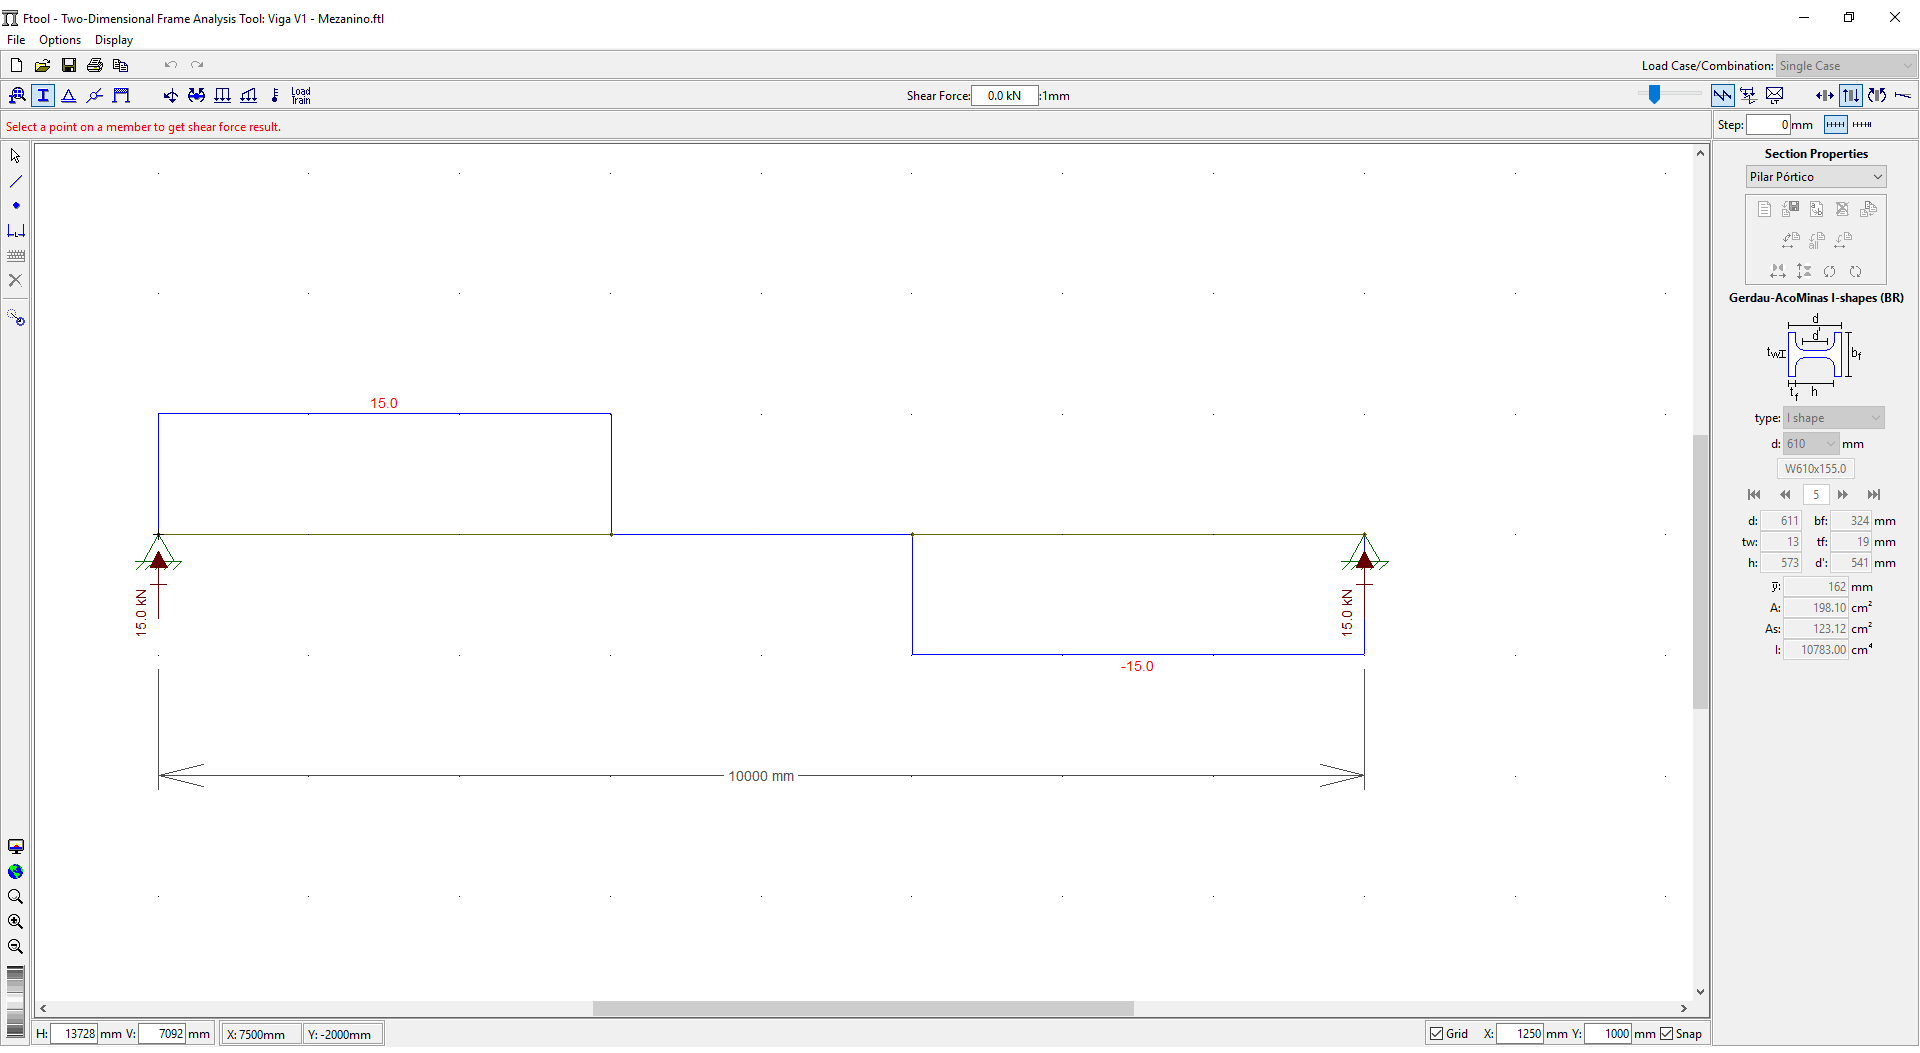 Ftool - Two-Dimensional Frame Analysis Tool: Viga V1 - Mezanino.ftl
File Options Display
Load Case/Combination: Single Case
Load Train
Shear Force: 0.0 kN :1mm
Select a point on a member to get shear force result.
Step: 0 mm
Section Properties
Pilar Pórtico
Gerdau-AcoMinas I-shapes (BR)
d
d'
tw
bf
tf h
type: I shape
d: 610 mm
W610x155.0
5
d: 611 bf: 324 mm
tw: 13 tf: 19 mm
h: 573 d': 541 mm
y: 162 mm
A: 198.10 cm²
As: 123.12 cm²
I: 10783.00 cm⁴
15.0
15.0 kN
15.0 kN
-15.0
10000 mm
H: 13728 mm V: 7092 mm X: 7500mm Y: -2000mm
Grid X: 1250 mm Y: 1000 mm Snap